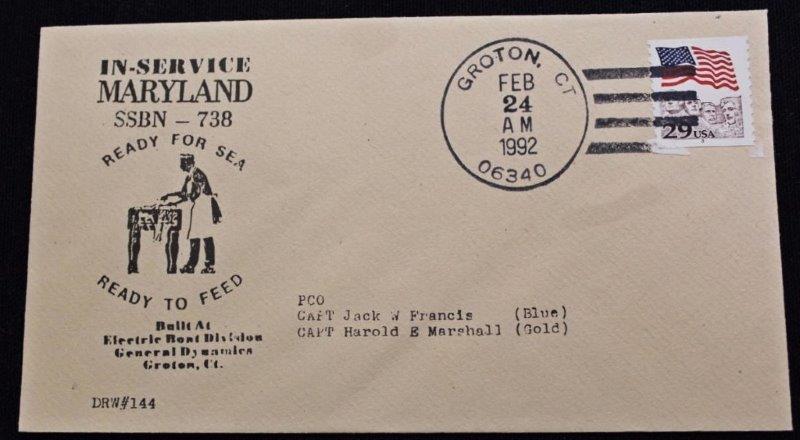 IN-SERVICE
MARYLAND
SSBN - 738
READY FOR SEA
READY TO FEED
Built At
Electric Boat Division
General Dynamics
Groton, Ct.
DRW#144
GROTON, CT
FEB
24
AM
1992
06340
29 USA
PCO
CAPT Jack W Francis (Blue)
CAPT Harold E Marshall (Gold)